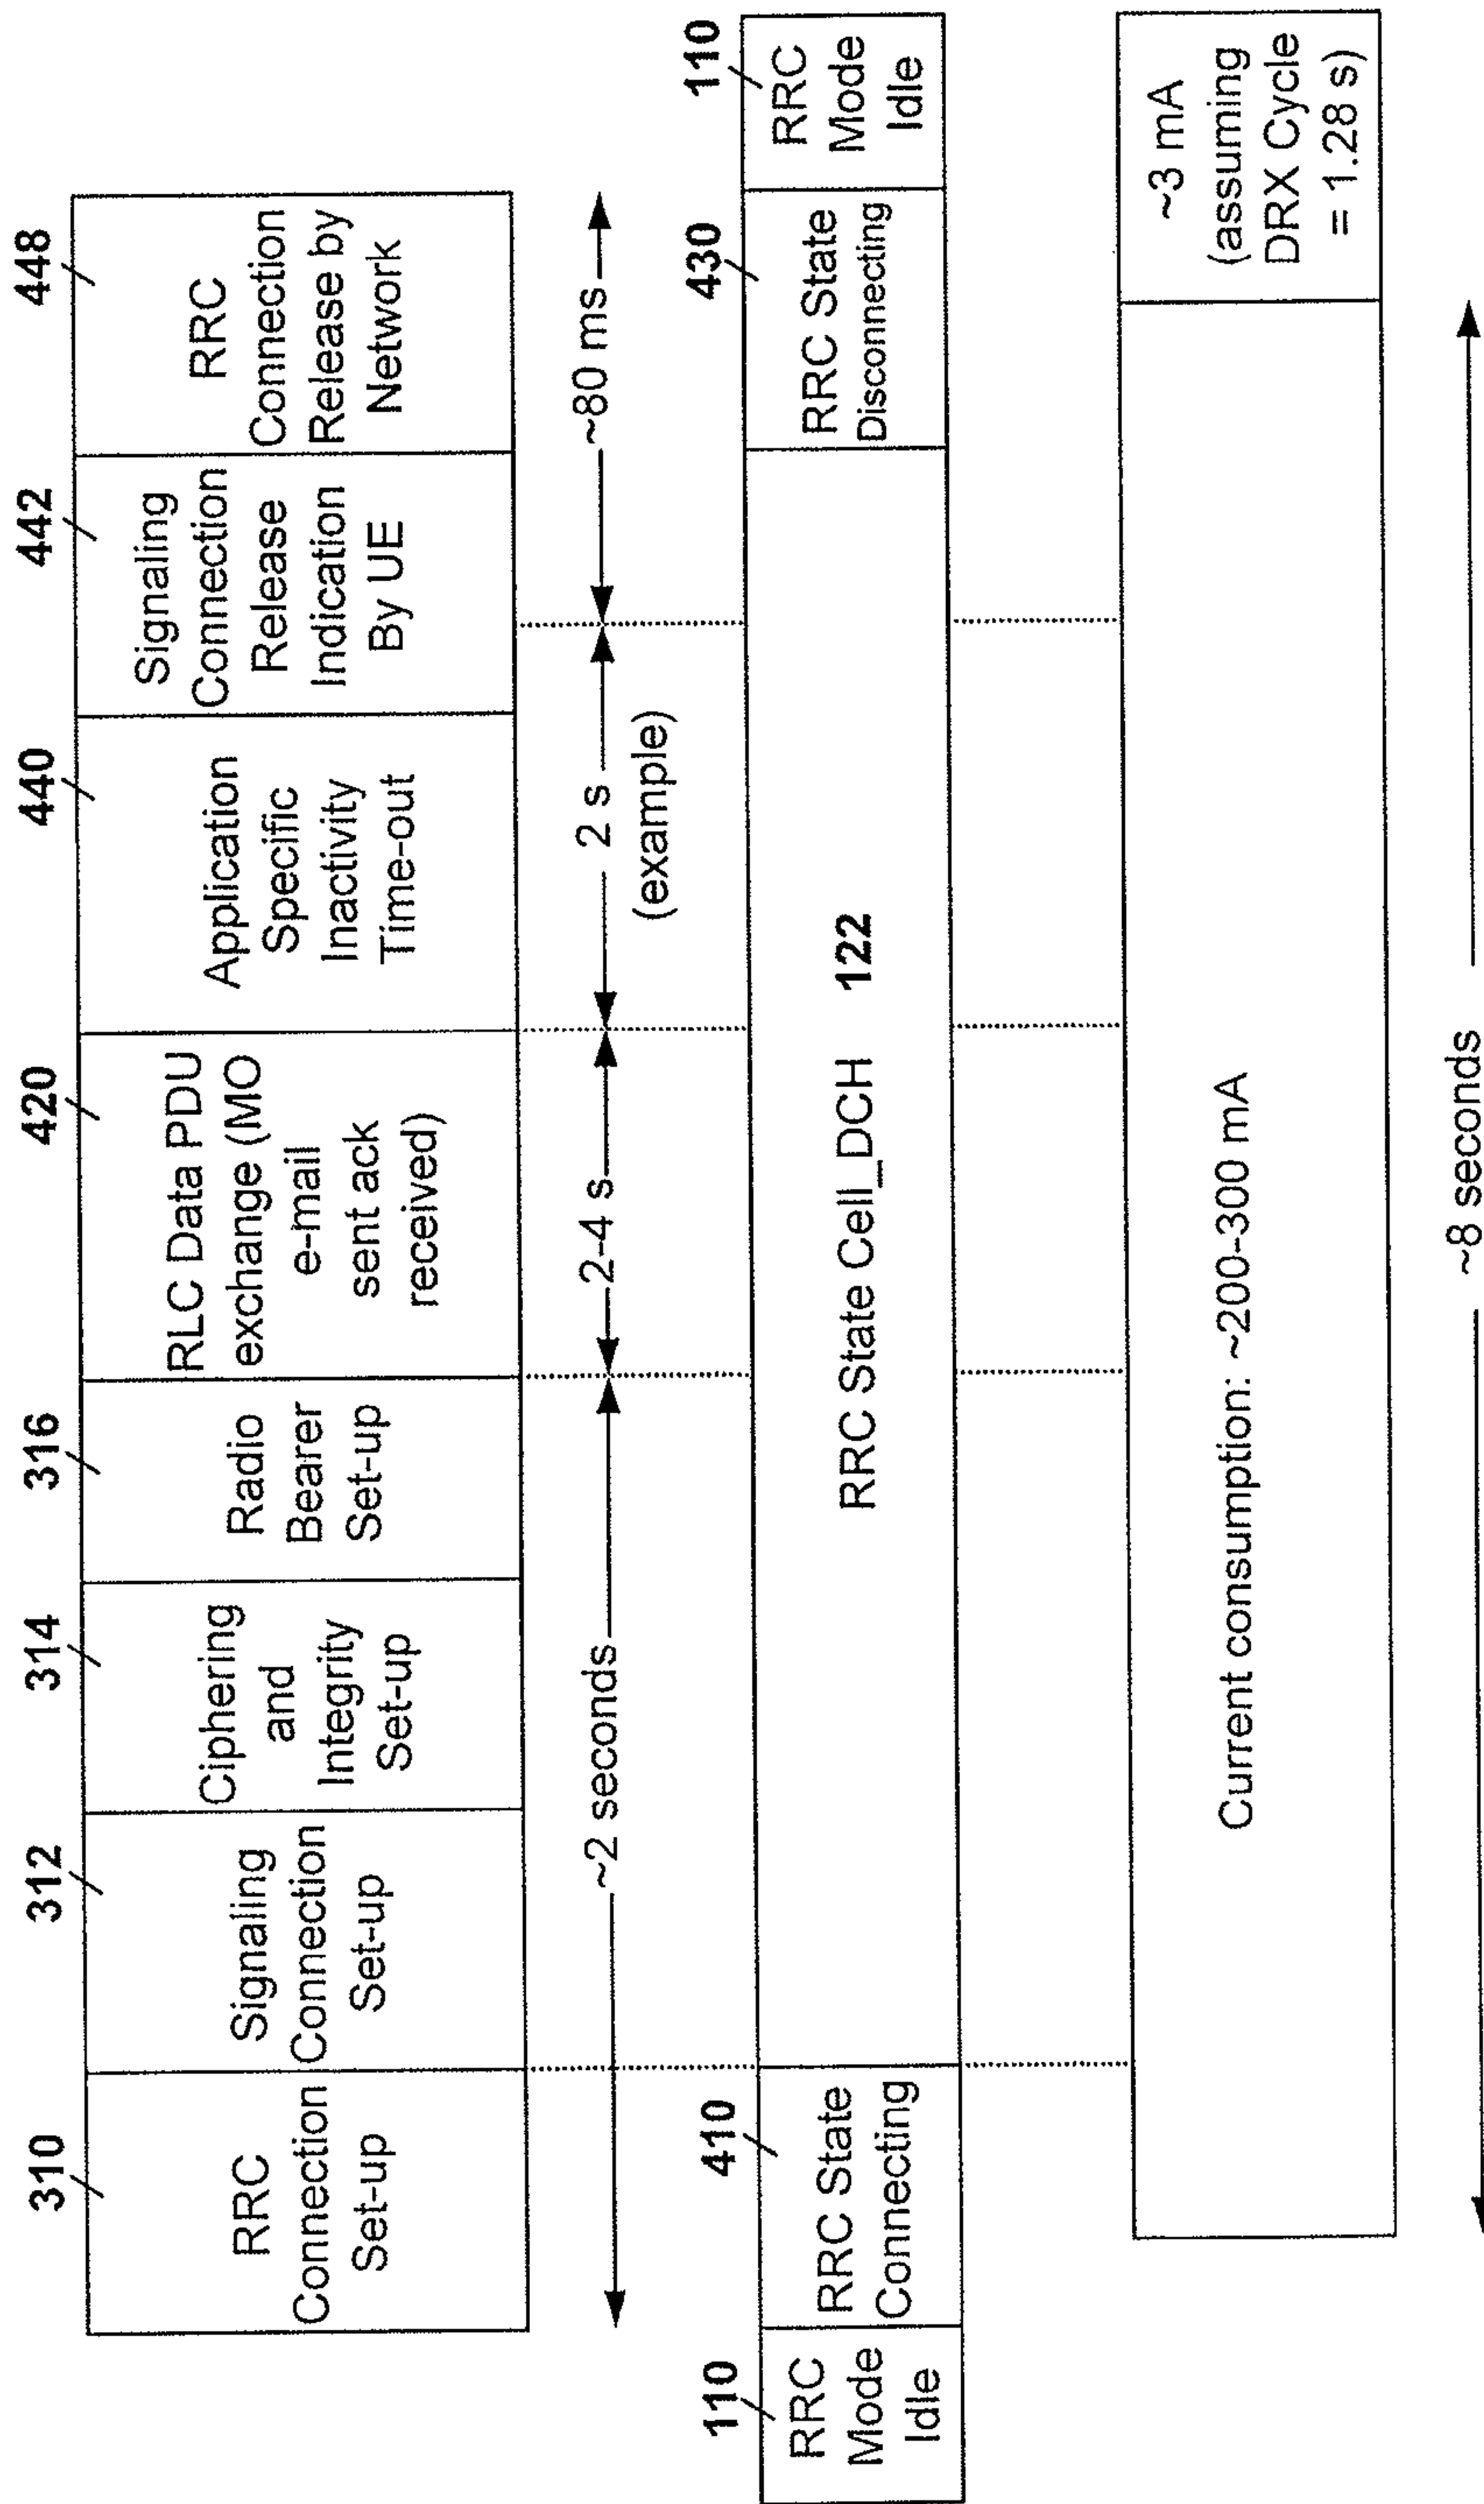 310
312
314
316
420
440
442
448
RRC
Connection
Set-up
Signaling
Connection
Set-up
Ciphering
and
Integrity
Set-up
Radio
Bearer
Set-up
RLC Data PDU
exchange (MO
e-mail
sent ack
received)
Application
Specific
Inactivity
Time-out
Signaling
Connection
Release
Indication
By UE
RRC
Connection
Release by
Network
~2 seconds
2-4 s
2 s
(example)
~80 ms
110
410
430
110
RRC
Mode
Idle
RRC State
Connecting
RRC State Cell_DCH 122
RRC State
Disconnecting
RRC
Mode
Idle
Current consumption: ~200-300 mA
~3 mA
(assuming
DRX Cycle
= 1.28 s)
~8 seconds